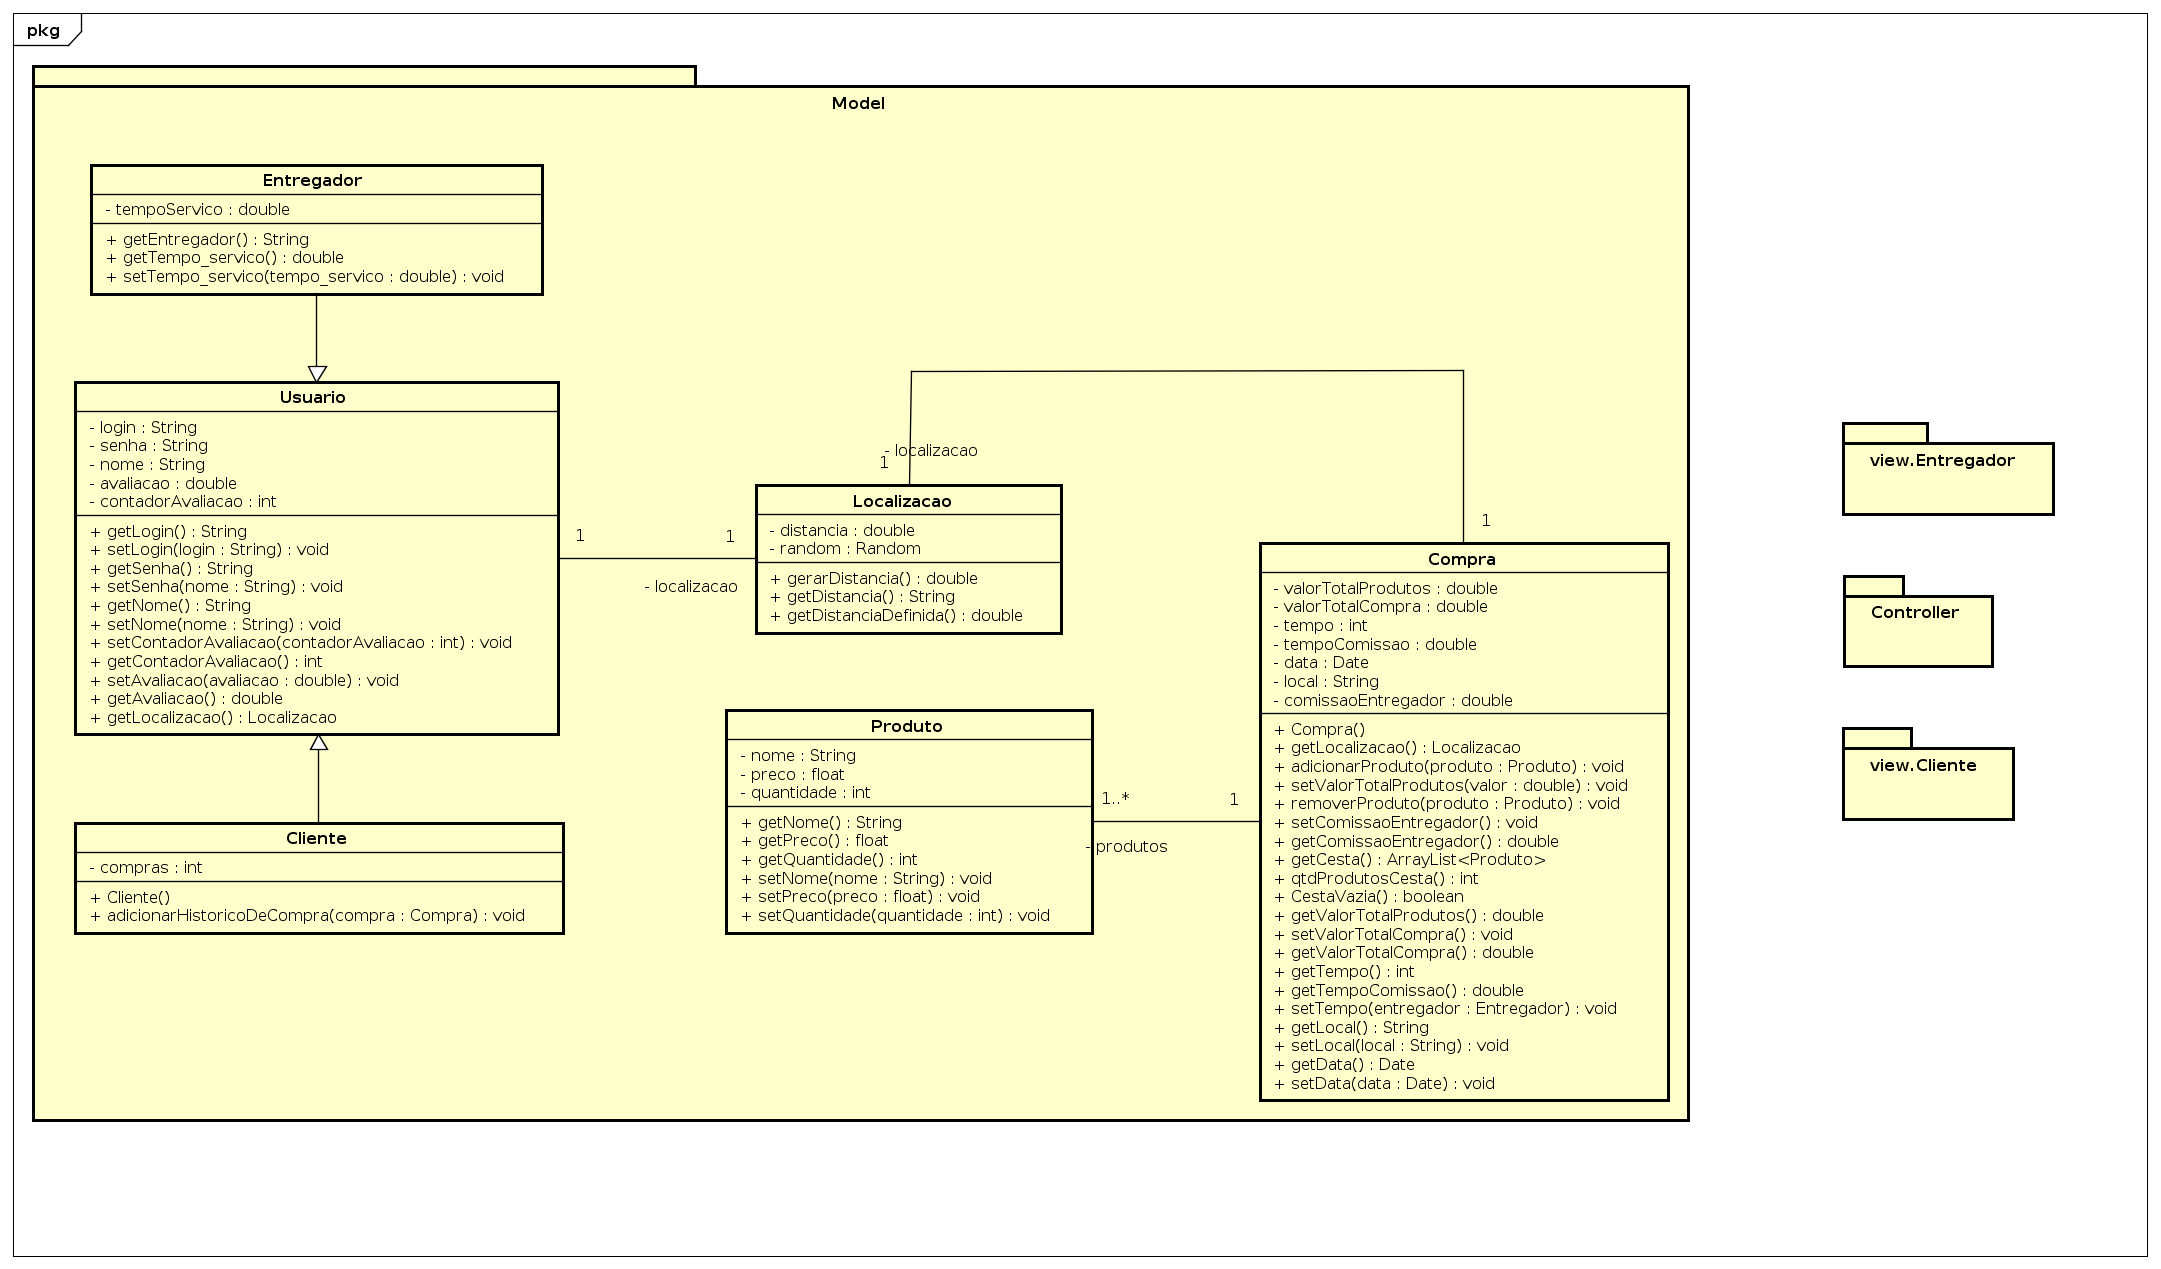 pkg
Model
Entregador
- tempoServico : double
+ getEntregador() : String
+ getTempo_servico() : double
+ setTempo_servico(tempo_servico : double) : void
Usuario
- login : String
- senha : String
- nome : String
- avaliacao : double
- contadorAvaliacao : int
+ getLogin() : String
+ setLogin(login : String) : void
+ getSenha() : String
+ setSenha(nome : String) : void
+ getNome() : String
+ setNome(nome : String) : void
+ setContadorAvaliacao(contadorAvaliacao : int) : void
+ getContadorAvaliacao() : int
+ setAvaliacao(avaliacao : double) : void
+ getAvaliacao() : double
+ getLocalizacao() : Localizacao
Cliente
- compras : int
+ Cliente()
+ adicionarHistoricoDeCompra(compra : Compra) : void
1
1
- localizacao
- localizacao
1
Localizacao
- distancia : double
- random : Random
+ gerarDistancia() : double
+ getDistancia() : String
+ getDistanciaDefinida() : double
Produto
- nome : String
- preco : float
- quantidade : int
+ getNome() : String
+ getPreco() : float
+ getQuantidade() : int
+ setNome(nome : String) : void
+ setPreco(preco : float) : void
+ setQuantidade(quantidade : int) : void
1..*
1
- produtos
1
Compra
- valorTotalProdutos : double
- valorTotalCompra : double
- tempo : int
- tempoComissao : double
- data : Date
- local : String
- comissaoEntregador : double
+ Compra()
+ getLocalizacao() : Localizacao
+ adicionarProduto(produto : Produto) : void
+ setValorTotalProdutos(valor : double) : void
+ removerProduto(produto : Produto) : void
+ setComissaoEntregador() : void
+ getComissaoEntregador() : double
+ getCesta() : ArrayList<Produto>
+ qtdProdutosCesta() : int
+ CestaVazia() : boolean
+ getValorTotalProdutos() : double
+ setValorTotalCompra() : void
+ getValorTotalCompra() : double
+ getTempo() : int
+ getTempoComissao() : double
+ setTempo(entregador : Entregador) : void
+ getLocal() : String
+ setLocal(local : String) : void
+ getData() : Date
+ setData(data : Date) : void
view.Entregador
Controller
view.Cliente